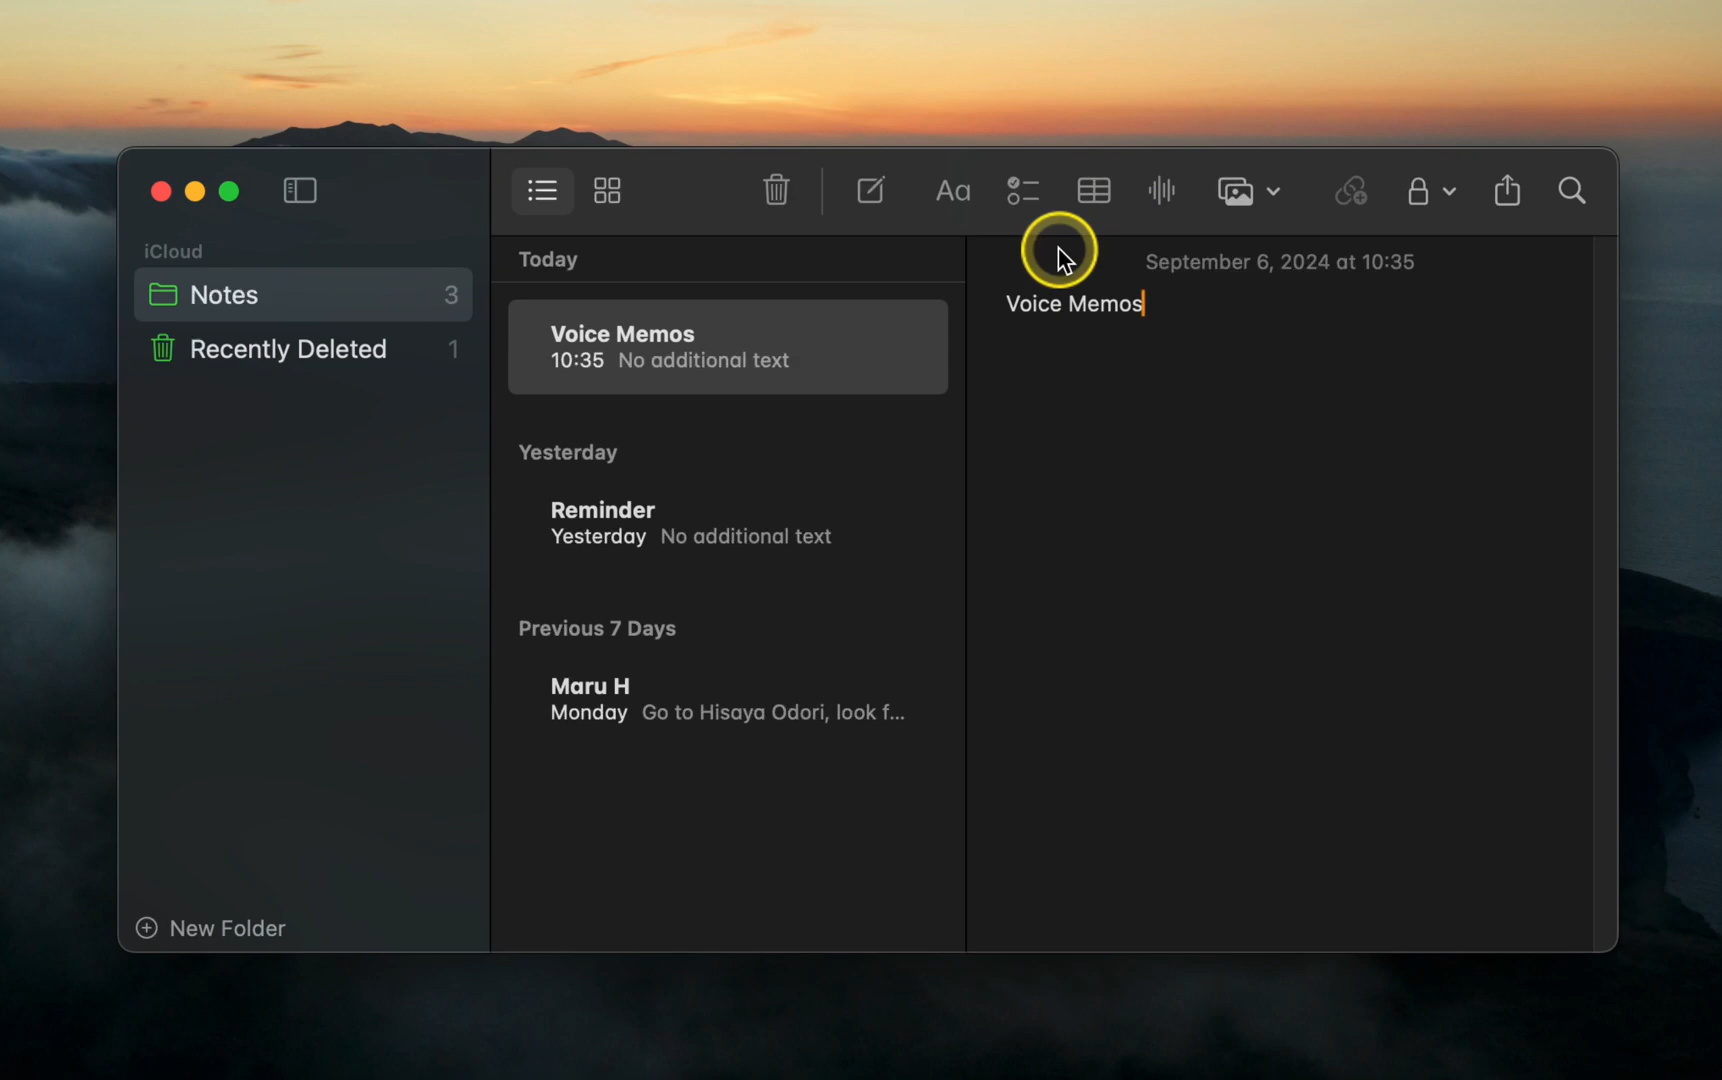 iCloud
Notes 3
Recently Deleted 1
New Folder
Aa
Today
Voice Memos
10:35 No additional text
Yesterday
Reminder
Yesterday No additional text
Previous 7 Days
Maru H
Monday Go to Hisaya Odori, look f...
September 6, 2024 at 10:35
Voice Memos